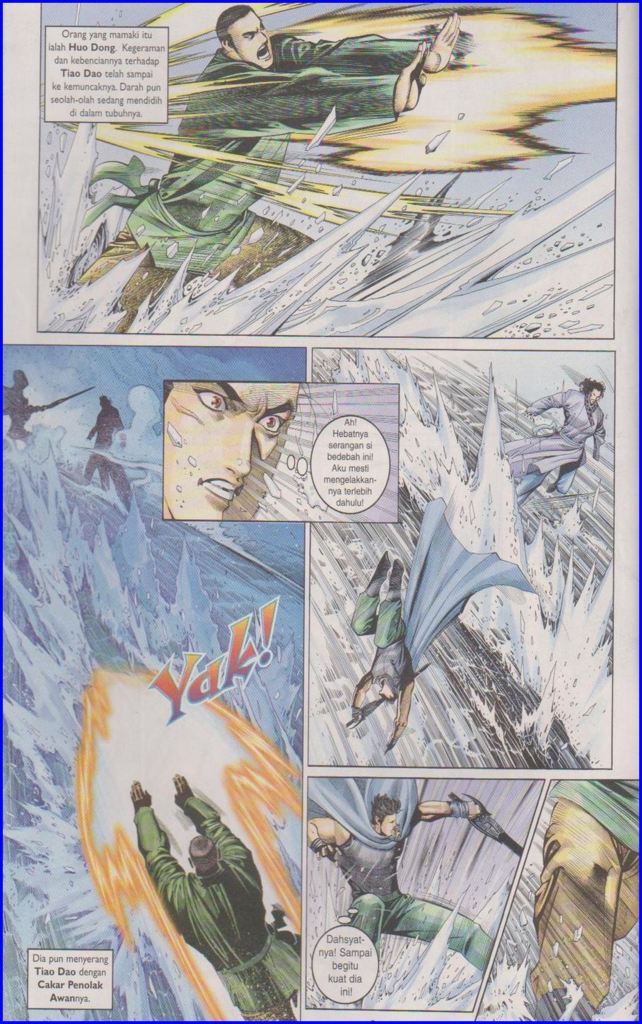 Orang yang mamaki itu
ialah Huo Dong. Kegeraman
dan kebenciannya terhadap
Tiao Dao telah sampai
ke kemuncaknya. Darah pun
seolah-olah sedang mendidih
di dalam tubuhnya.
Ah!
Hebatnya
serangan si
bedebah ini!
Aku mesti
mengelakkan-
nya terlebih
dahulu!
Yak!
Dia pun menyerang
Tiao Dao dengan
Cakar Penolak
Awannya.
Dahsyat-
nya! Sampai
begitu
kuat dia
ini!